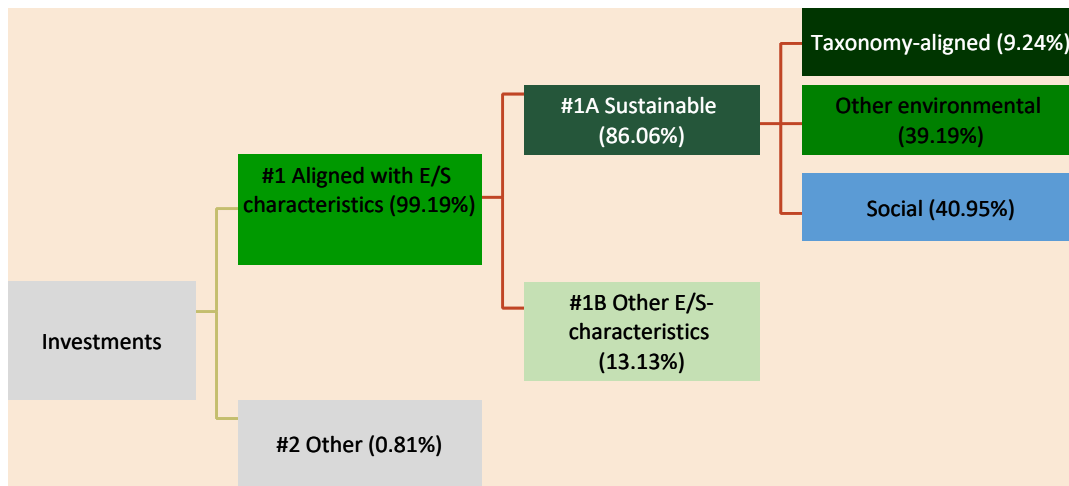 Taxonomy-aligned (9.24%)
#1A Sustainable
(86.06%)
Other environmental
(39.19%)
#1 Aligned with E/S
characteristics (99.19%)
Social (40.95%)
#1B Other E/S-
characteristics
(13.13%)
Investments
#2 Other (0.81%)